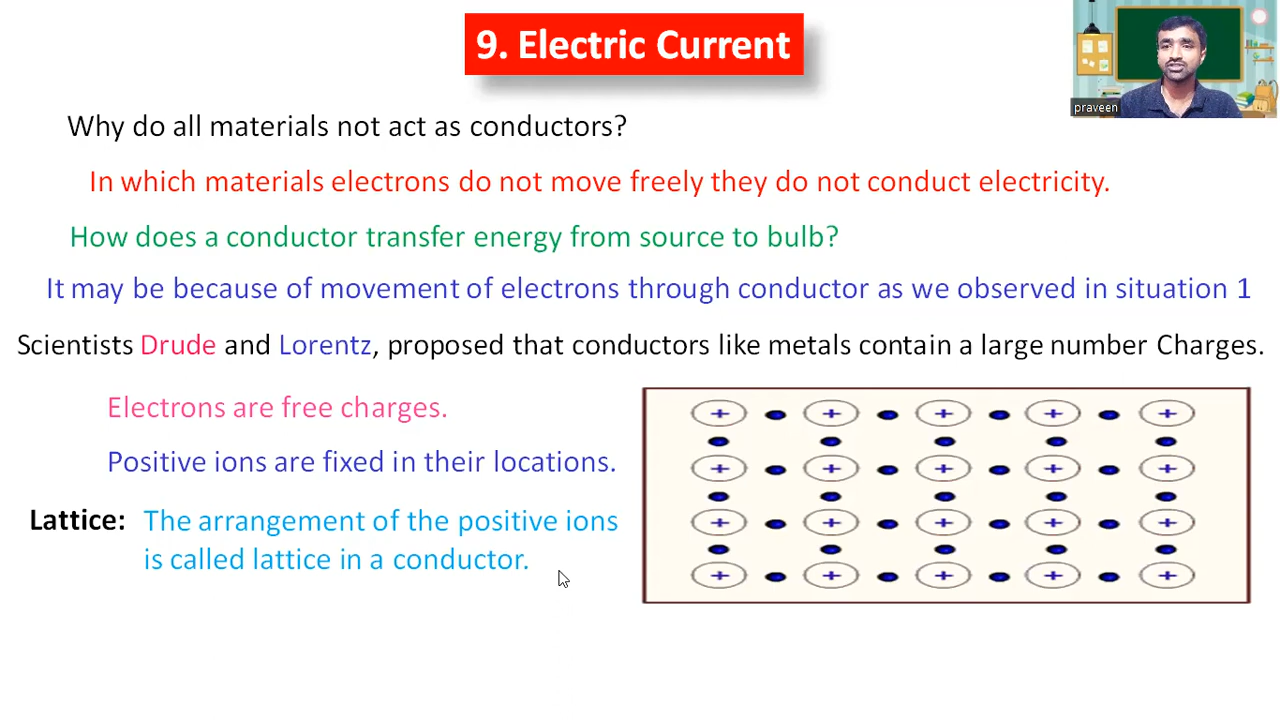 9. Electric Current
praveen
Why do all materials not act as conductors?
In which materials electrons do not move freely they do not conduct electricity.
How does a conductor transfer energy from source to bulb?
It may be because of movement of electrons through conductor as we observed in situation 1
Scientists Drude and Lorentz, proposed that conductors like metals contain a large number Charges.
Electrons are free charges.
Positive ions are fixed in their locations.
Lattice: The arrangement of the positive ions
is called lattice in a conductor.
+ + + + +
+ + + + +
+ + + + +
+ + + + +